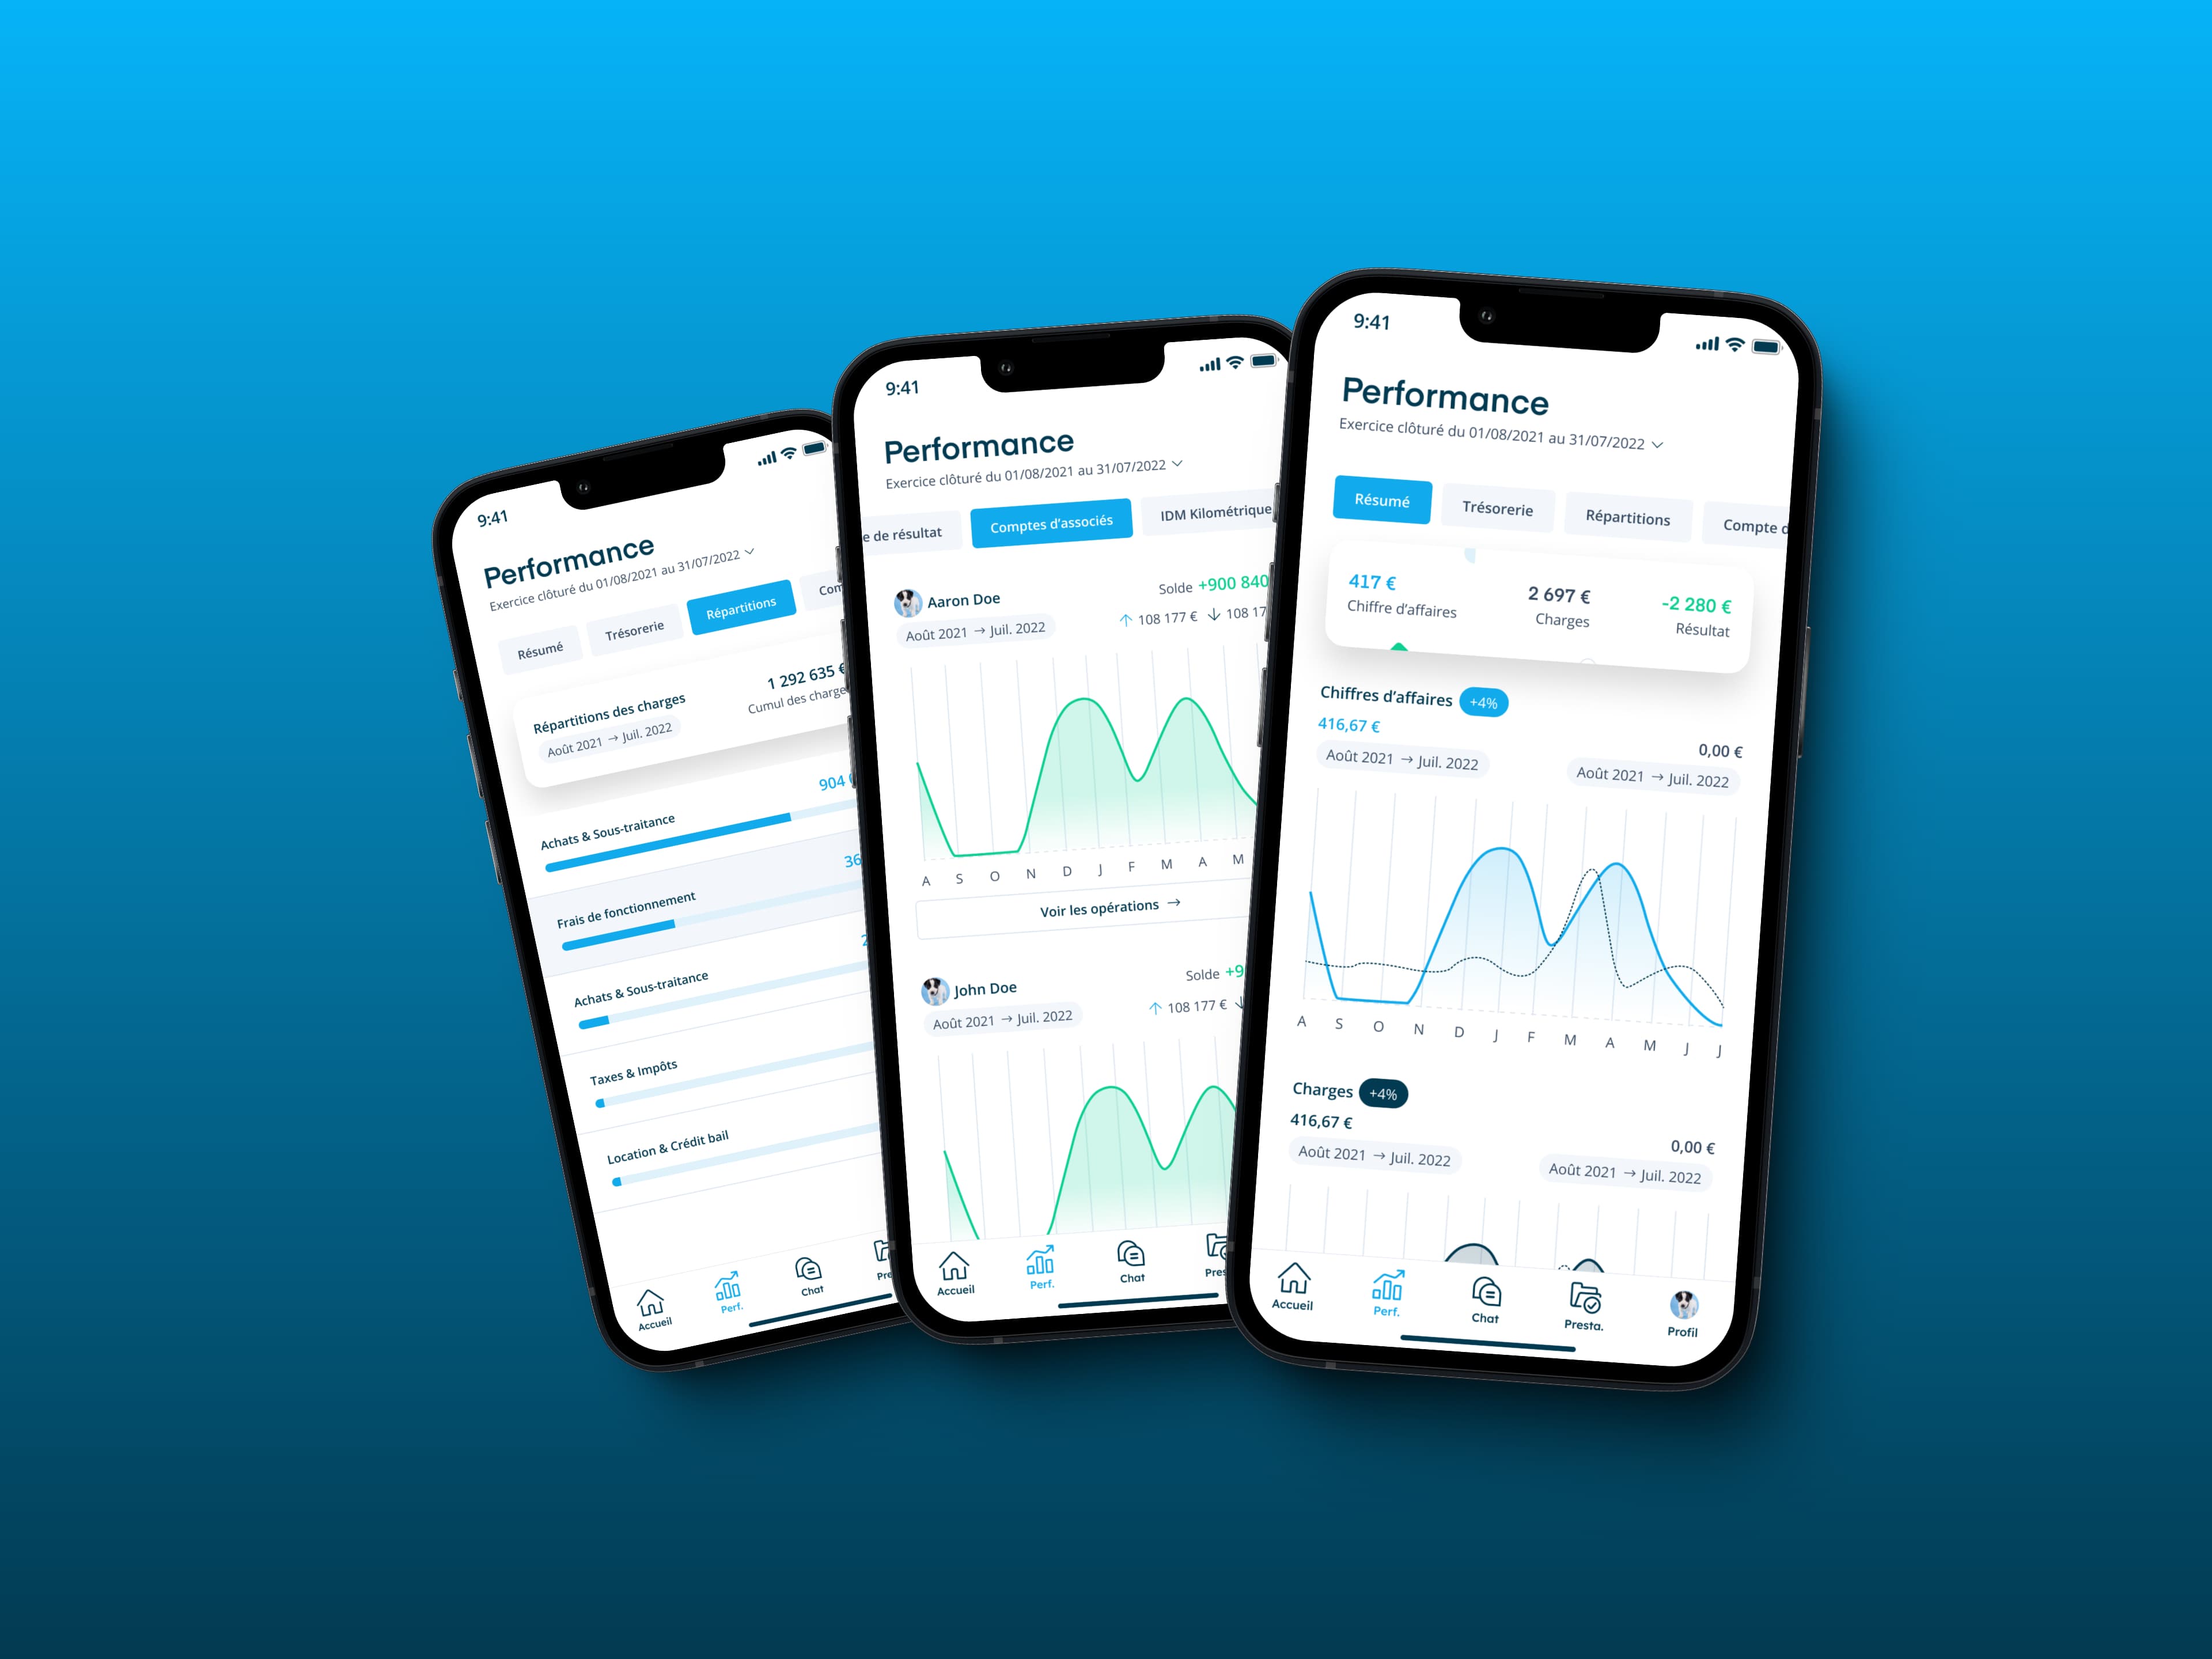 9:41
Performance
Exercice clôturé du 01/08/2021 au 31/07/2022
Résumé Trésorerie Répartitions
Répartitions des charges 1 292 635 €
Août 2021 → Juil. 2022 Cumul des charge
904
Achats & Sous-traitance
36
Frais de fonctionnement
2
Achats & Sous-traitance
Taxes & Impôts
Location & Crédit bail
Accueil Perf. Chat
9:41
Performance
Exercice clôturé du 01/08/2021 au 31/07/2022
e de résultat Comptes d'associés IDM Kilométrique
Aaron Doe Solde +900 840
Août 2021 → Juil. 2022 ↑ 108 177 € ↓ 108 17
A S O N D J F M A M
Voir les opérations →
John Doe Solde +9
Août 2021 → Juil. 2022 ↑ 108 177 € ↓
Accueil Perf. Chat Pres
9:41
Performance
Exercice clôturé du 01/08/2021 au 31/07/2022
Résumé Trésorerie Répartitions Compte d
417 € 2 697 € -2 280 €
Chiffre d'affaires Charges Résultat
Chiffres d'affaires +4%
416,67 € 0,00 €
Août 2021 → Juil. 2022 Août 2021 → Juil. 2022
A S O N D J F M A M J J
Charges +4%
416,67 € 0,00 €
Août 2021 → Juil. 2022 Août 2021 → Juil. 2022
Accueil Perf. Chat Presta. Profil